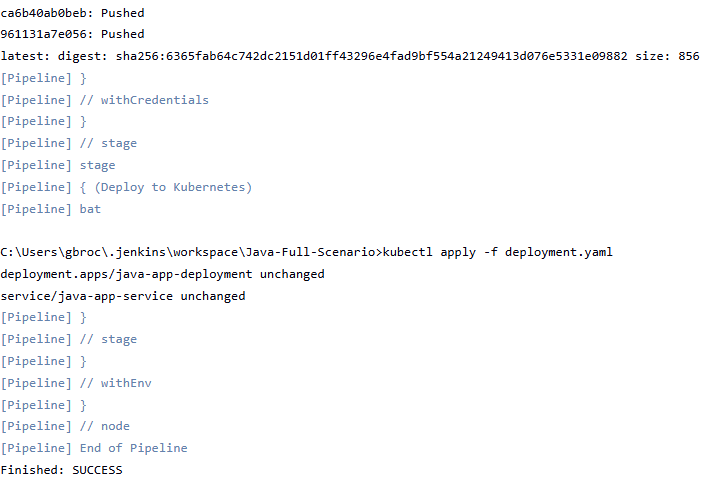 ca6b40ab0beb: Pushed
961131a7e056: Pushed
latest: digest: sha256:6365fab64c742dc2151d01ff43296e4fad9bf554a21249413d076e5331e09882 size: 856
[Pipeline] }
[Pipeline] // withCredentials
[Pipeline] }
[Pipeline] // stage
[Pipeline] stage
[Pipeline] { (Deploy to Kubernetes)
[Pipeline] bat
C:\Users\gbroc\.jenkins\workspace\Java-Full-Scenario>kubectl apply -f deployment.yaml
deployment.apps/java-app-deployment unchanged
service/java-app-service unchanged
[Pipeline] }
[Pipeline] // stage
[Pipeline] }
[Pipeline] // withEnv
[Pipeline] }
[Pipeline] // node
[Pipeline] End of Pipeline
Finished: SUCCESS